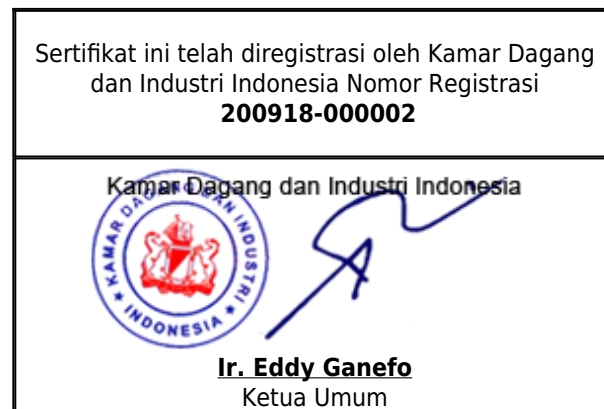 Sertifikat ini telah diregistrasi oleh Kamar Dagang
dan Industri Indonesia Nomor Registrasi
200918-000002
Kamar Dagang dan Industri Indonesia
KAMAR DAGANG DAN INDUSTRI
INDONESIA
Ir. Eddy Ganefo
Ketua Umum